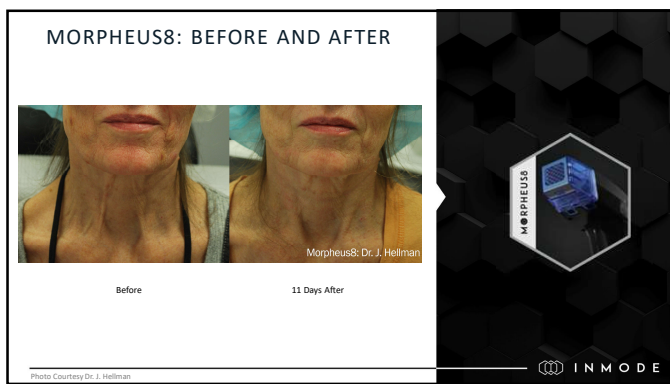 MORPHEUS8: BEFORE AND AFTER
Morpheus8: Dr. J. Hellman
Before
11 Days After
MORPHEUS8
Photo Courtesy Dr. J. Hellman
INMODE